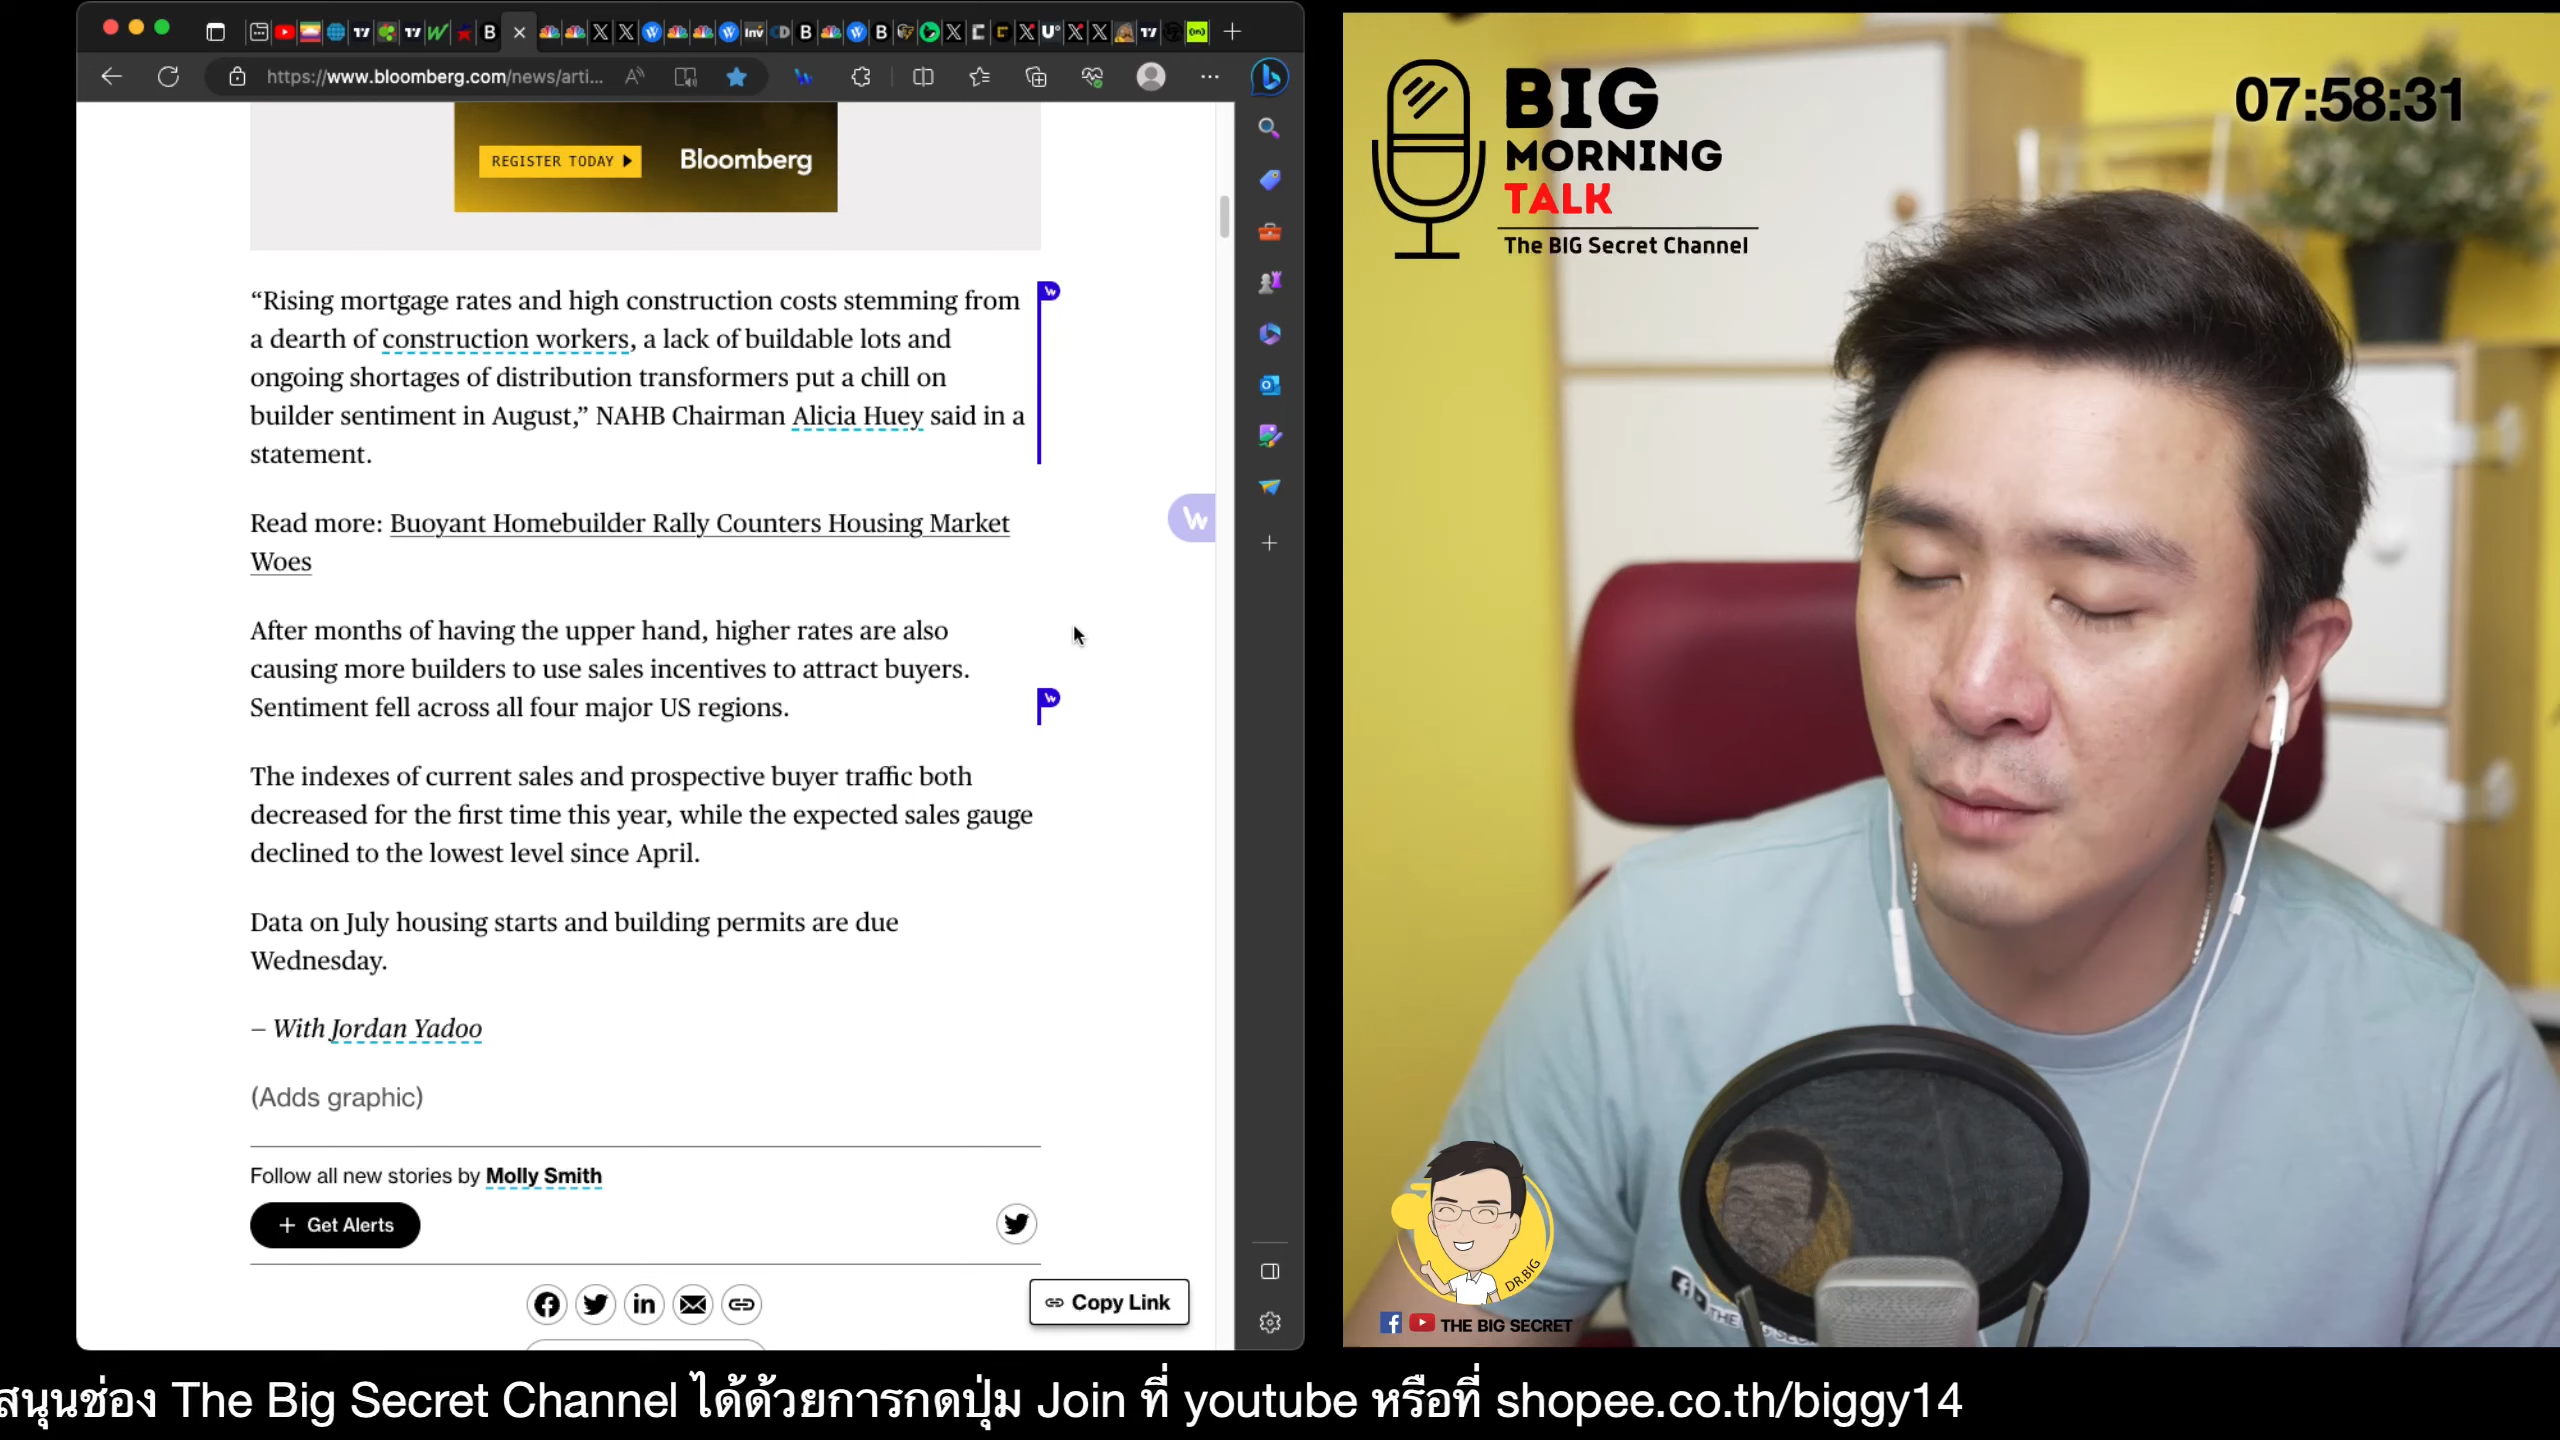 https://www.bloomberg.com/news/arti...
REGISTER TODAY
Bloomberg
“Rising mortgage rates and high construction costs stemming from
a dearth of construction workers, a lack of buildable lots and
ongoing shortages of distribution transformers put a chill on
builder sentiment in August,” NAHB Chairman Alicia Huey said in a
statement.
Read more: Buoyant Homebuilder Rally Counters Housing Market
Woes
After months of having the upper hand, higher rates are also
causing more builders to use sales incentives to attract buyers.
Sentiment fell across all four major US regions.
The indexes of current sales and prospective buyer traffic both
decreased for the first time this year, while the expected sales gauge
declined to the lowest level since April.
Data on July housing starts and building permits are due
Wednesday.
– With Jordan Yadoo
(Adds graphic)
Follow all new stories by Molly Smith
+ Get Alerts
Copy Link
BIG
MORNING
TALK
The BIG Secret Channel
07:58:31
DR.BIG
THE BIG SECRET
สนุนช่อง The Big Secret Channel ได้ด้วยการกดปุ่ม Join ที่ youtube หรือที่ shopee.co.th/biggy14